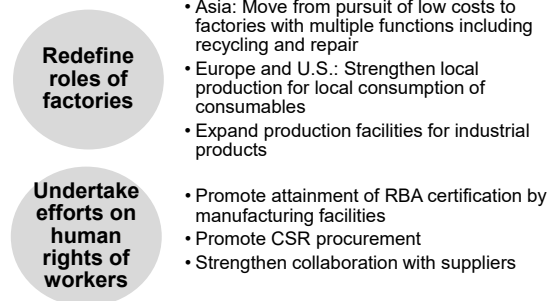 Redefine
roles of
factories
• Asia: Move from pursuit of low costs to
factories with multiple functions including
recycling and repair
• Europe and U.S.: Strengthen local
production for local consumption of
consumables
• Expand production facilities for industrial
products
Undertake
efforts on
human
rights of
workers
• Promote attainment of RBA certification by
manufacturing facilities
• Promote CSR procurement
• Strengthen collaboration with suppliers